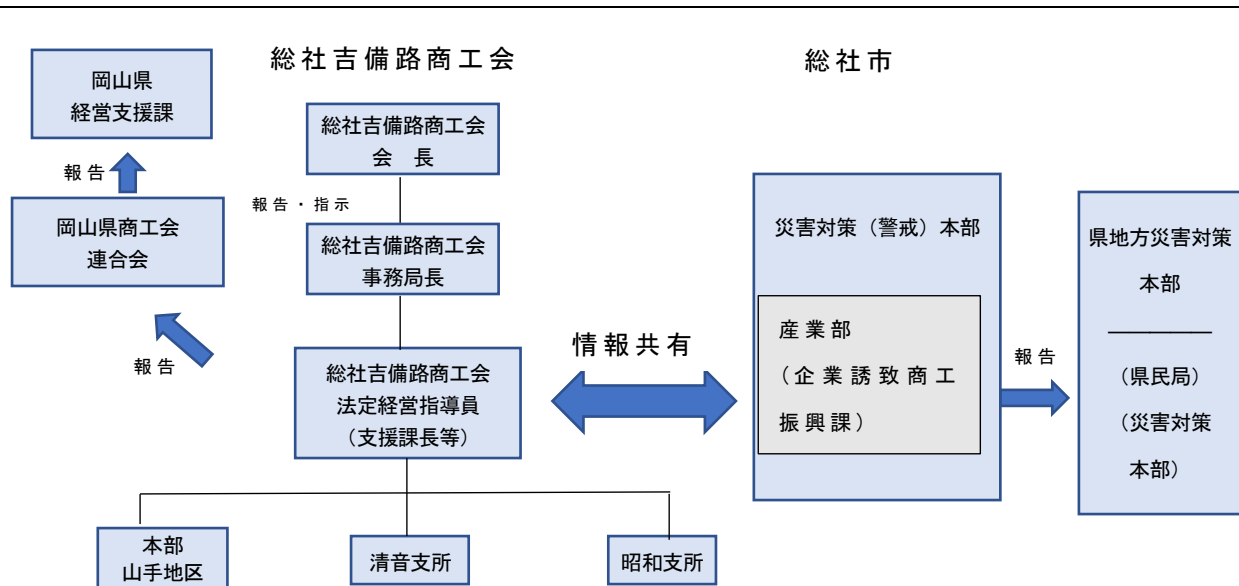 総社吉備路商工会
総社市
岡山県
経営支援課
報告
岡山県商工会
連合会
報告
総社吉備路商工会
会　長
報告・指示
総社吉備路商工会
事務局長
総社吉備路商工会
法定経営指導員
（支援課長等）
本部
山手地区
清音支所
昭和支所
情報共有
災害対策（警戒）本部
産業部
（企業誘致商工
振興課）
報告
県地方災害対策
本部
（県民局）
（災害対策
本部）